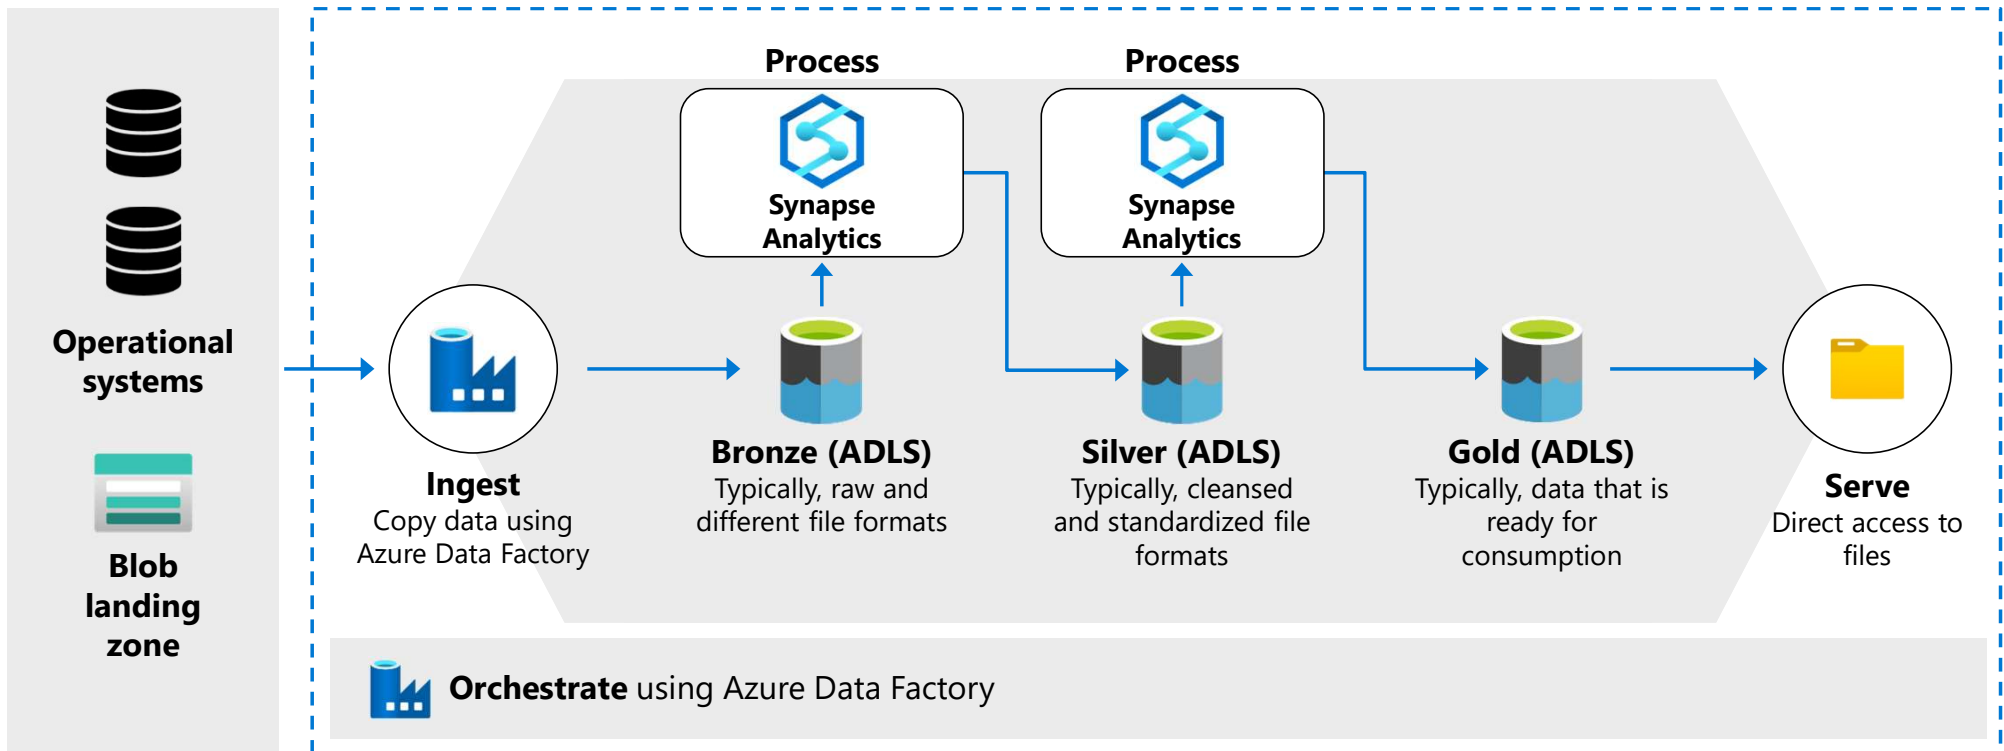 Operational
systems
Blob
landing
zone
Ingest
Copy data using
Azure Data Factory
Process
Synapse
Analytics
Bronze (ADLS)
Typically, raw and
different file formats
Process
Synapse
Analytics
Silver (ADLS)
Typically, cleansed
and standardized file
formats
Gold (ADLS)
Typically, data that is
ready for
consumption
Serve
Direct access to
files
Orchestrate using Azure Data Factory